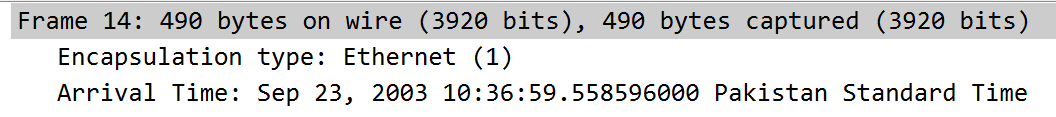 Frame 14: 490 bytes on wire (3920 bits), 490 bytes captured (3920 bits)
Encapsulation type: Ethernet (1)
Arrival Time: Sep 23, 2003 10:36:59.558596000 Pakistan Standard Time